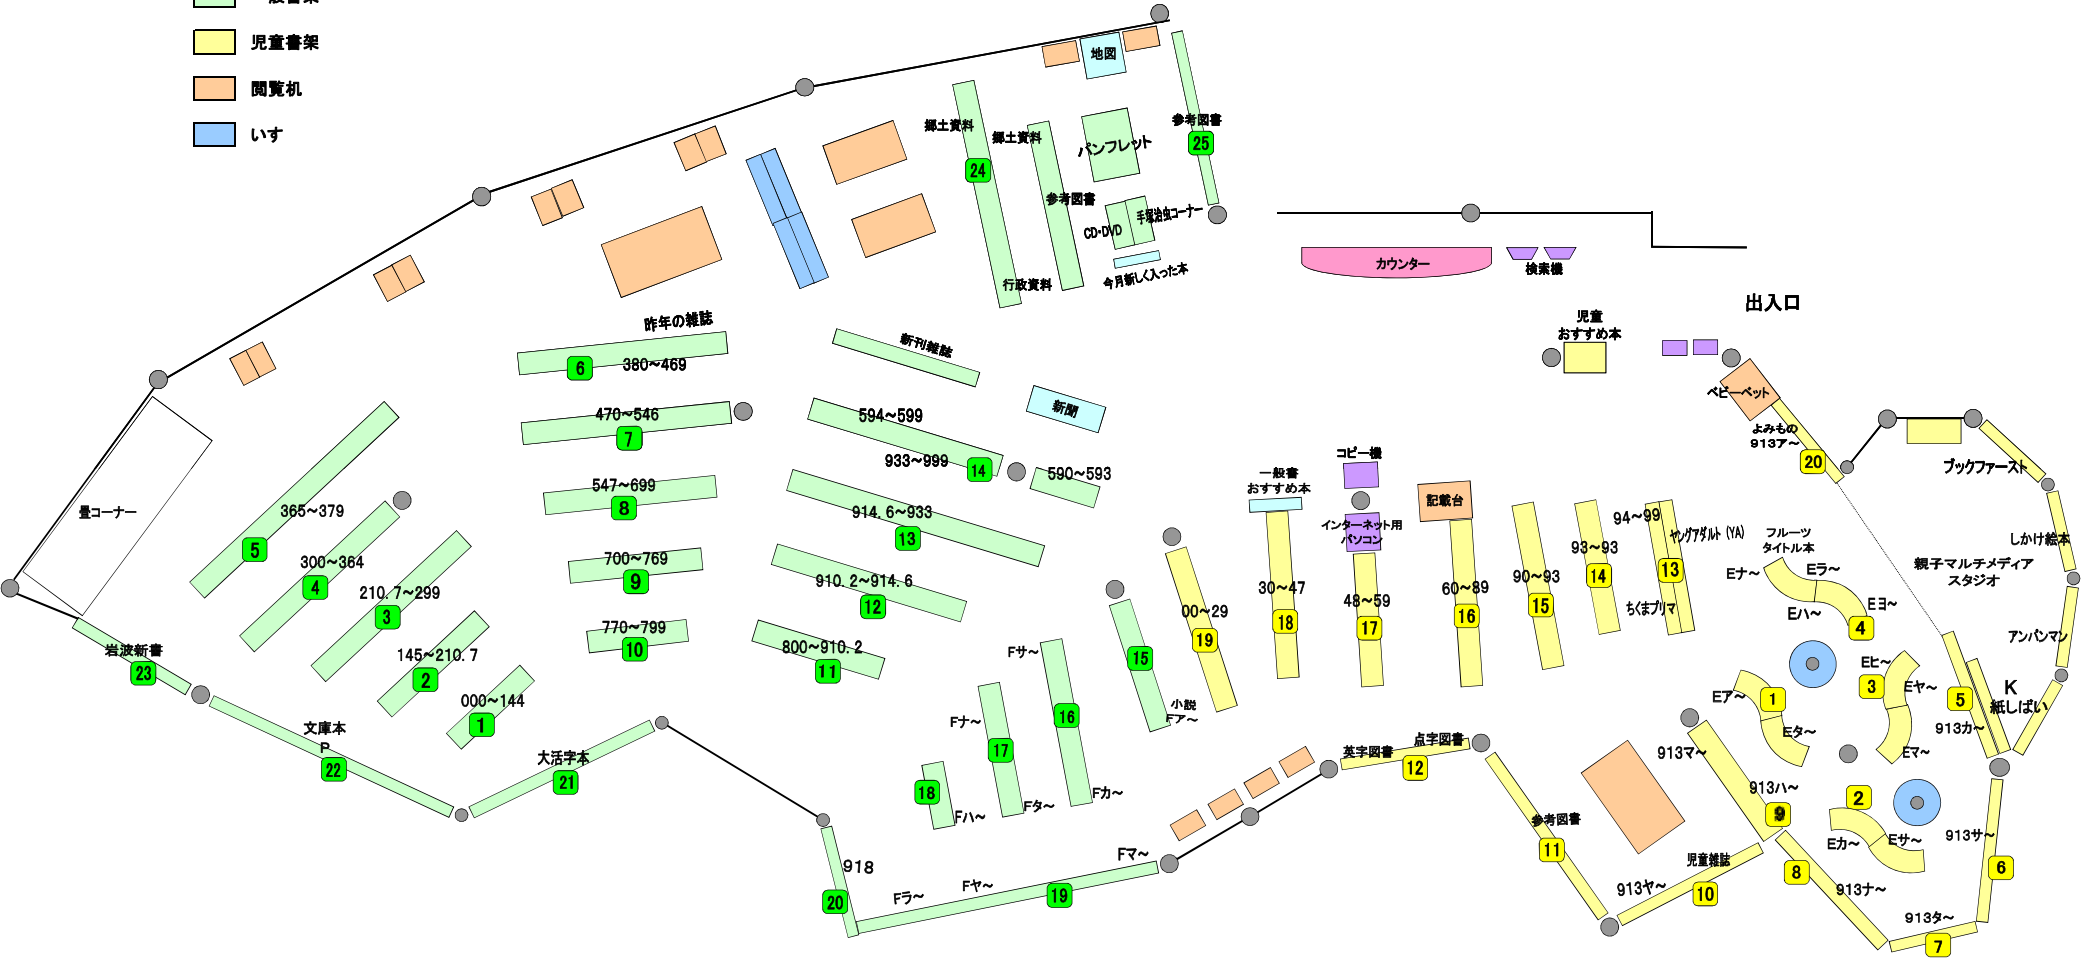 一般書架
児童書架
閲覧机
いす
地図
郷土資料
郷土資料
24
パンフレット
参考図書
25
参考図書
手塚治虫コーナー
CD・DVD
行政資料
今月新しく入った本
カウンター
検索機
出入口
児童
おすすめ本
ベビーベット
昨年の雑誌
6
380～469
新刊雑誌
新聞
470～546
7
594～599
933～999
14
590～593
547～699
8
914.6～933
13
700～769
9
910.2～914.6
12
770～799
10
800～910.2
11
畳コーナー
365～379
5
300～364
4
210.7～299
3
145～210.7
2
000～144
1
岩波新書
23
文庫本
P
22
大活字本
21
918
20
Fラ～
Fヤ～
19
Fマ～
18
Fハ～
Fナ～
17
Fタ～
Fサ～
16
Fカ～
15
小説
Fア～
00～29
19
一般書
おすすめ本
30～47
18
コピー機
インターネット用
パソコン
48～59
17
記載台
60～89
16
90～93
15
93～93
14
94～99
ヤングアダルト（YA）
13
ちくまプリマ
よみもの
913ア～
20
ブックファースト
しかけ絵本
親子マルチメディア
スタジオ
アンパンマン
フルーツ
タイトル本
Eナ～
Eラ～
Eハ～
Eヨ～
4
Eヒ～
3
Eヤ～
Eマ～
Eア～
1
Eタ～
2
Eカ～
Eサ～
K
紙しばい
5
913カ～
913サ～
6
913タ～
7
913ナ～
8
913マ～
913ハ～
9
児童雑誌
913ヤ～
10
参考図書
11
英字図書
点字図書
12